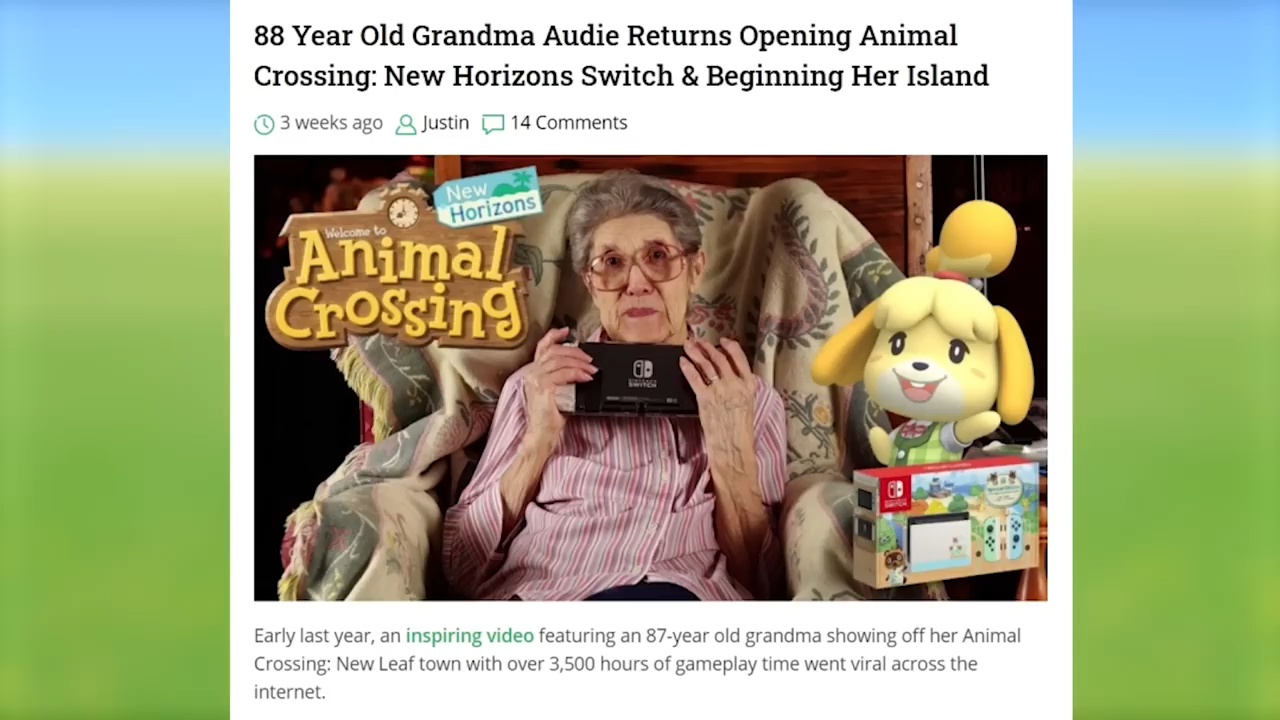 88 Year Old Grandma Audie Returns Opening Animal
Crossing: New Horizons Switch & Beginning Her Island
3 weeks ago Justin 14 Comments
New
Horizons
Welcome to
Animal
Crossing
NINTENDO
SWITCH
NINTENDO
SWITCH
Early last year, an inspiring video featuring an 87-year old grandma showing off her Animal
Crossing: New Leaf town with over 3,500 hours of gameplay time went viral across the
internet.